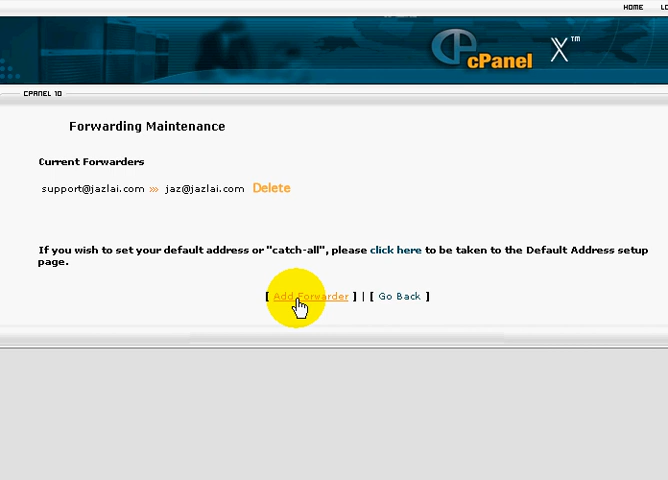 HOME
cPanel X™
CPANEL 10
Forwarding Maintenance
Current Forwarders
support@jazlai.com »» jaz@jazlai.com Delete
If you wish to set your default address or "catch-all", please click here to be taken to the Default Address setup
page.
[ Add Forwarder ] | [ Go Back ]